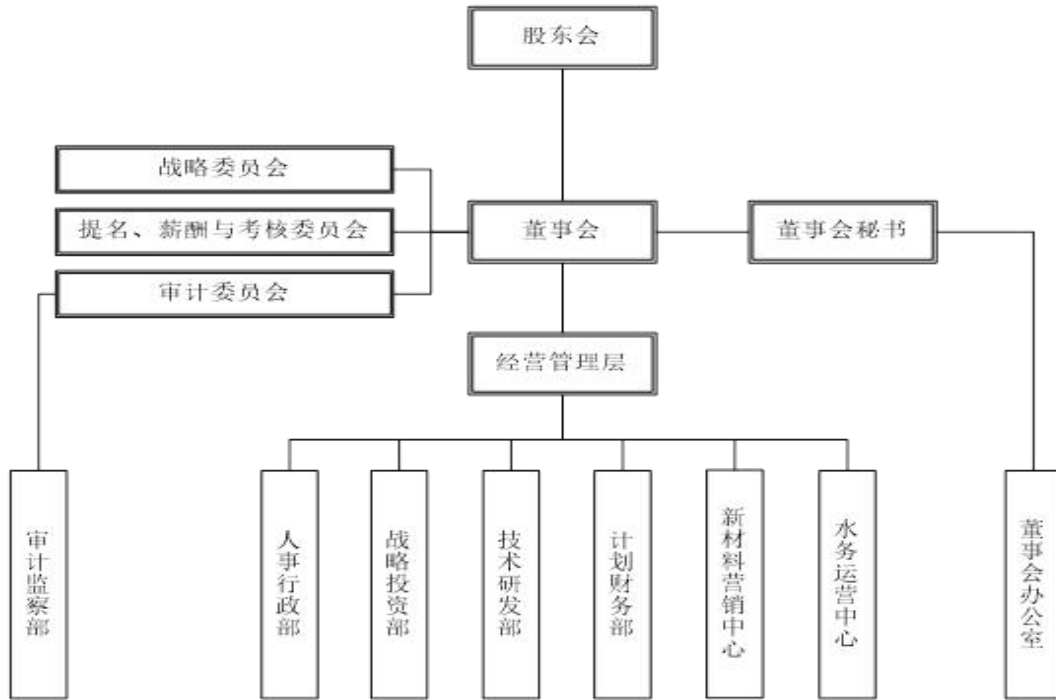 股东会
战略委员会
提名、薪酬与考核委员会
董事会
董事会秘书
审计委员会
经营管理层
审计监察部
人事行政部
战略投资部
技术研发部
计划财务部
新材料营销中心
水务运营中心
董事会办公室